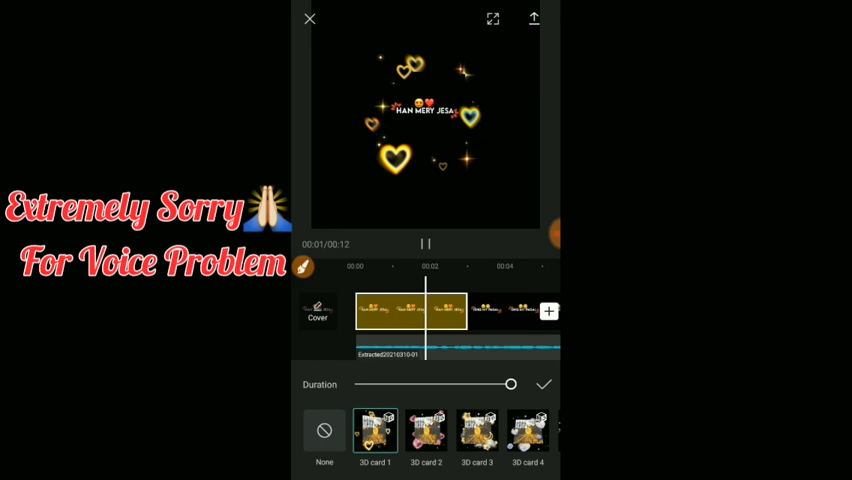 HAN MERY JESA
Extremely Sorry🙏
For Voice Problem
00:01/00:12
00:00
00:02
00:04
Cover
Extracted20210310-01
Duration
None
3D card 1
3D card 2
3D card 3
3D card 4